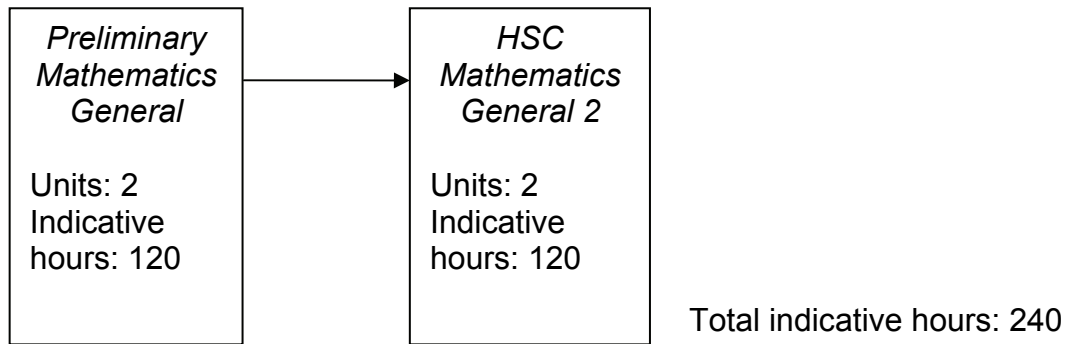 Preliminary
Mathematics
General
Units: 2
Indicative
hours: 120
HSC
Mathematics
General 2
Units: 2
Indicative
hours: 120
Total indicative hours: 240